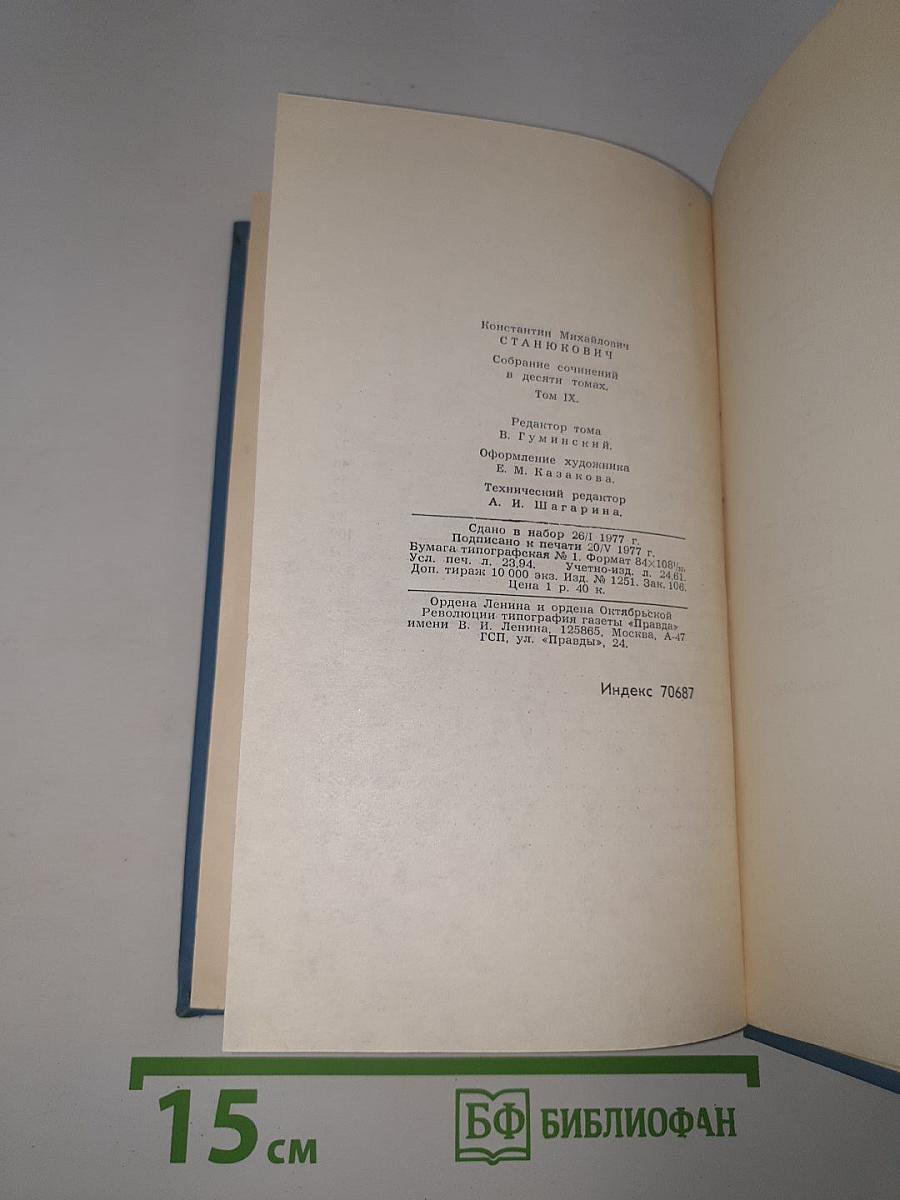 Константин Михайлович
СТАНЮКОВИЧ
Собрание сочинений
в десяти томах.
Том IX.
Редактор тома
В. Гуминский.
Оформление художника
Е. М. Казакова.
Технический редактор
А. И. Шагарина.
Сдано в набор 26/I 1977 г.
Подписано к печати 20/V 1977 г.
Бумага типографская № 1. Формат 84×108¹/₃₂.
Усл. печ. л. 23,94. Учетно-изд. л. 24,61.
Доп. тираж 10 000 экз. Изд. № 1251. Зак. 106.
Цена 1 р. 40 к.
Ордена Ленина и ордена Октябрьской
Революции типография газеты «Правда»
имени В. И. Ленина, 125865, Москва, А-47,
ГСП, ул. «Правды», 24.
Индекс 70687
15 см
БФ БИБЛИОФАН